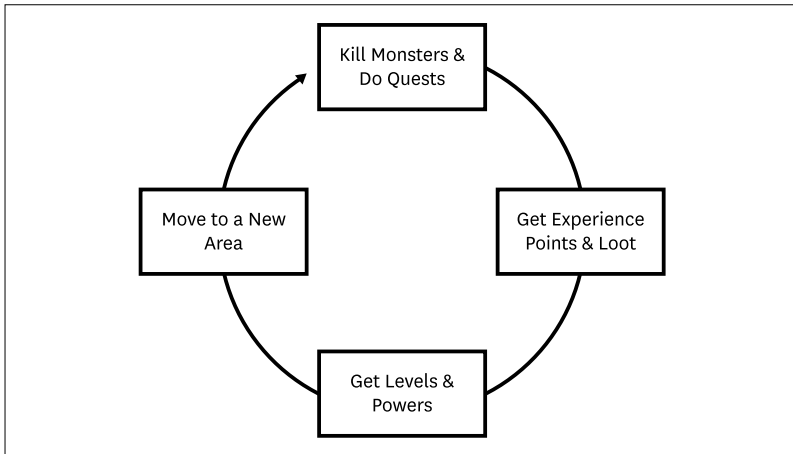 Kill Monsters &
Do Quests
Get Experience
Points & Loot
Get Levels &
Powers
Move to a New
Area